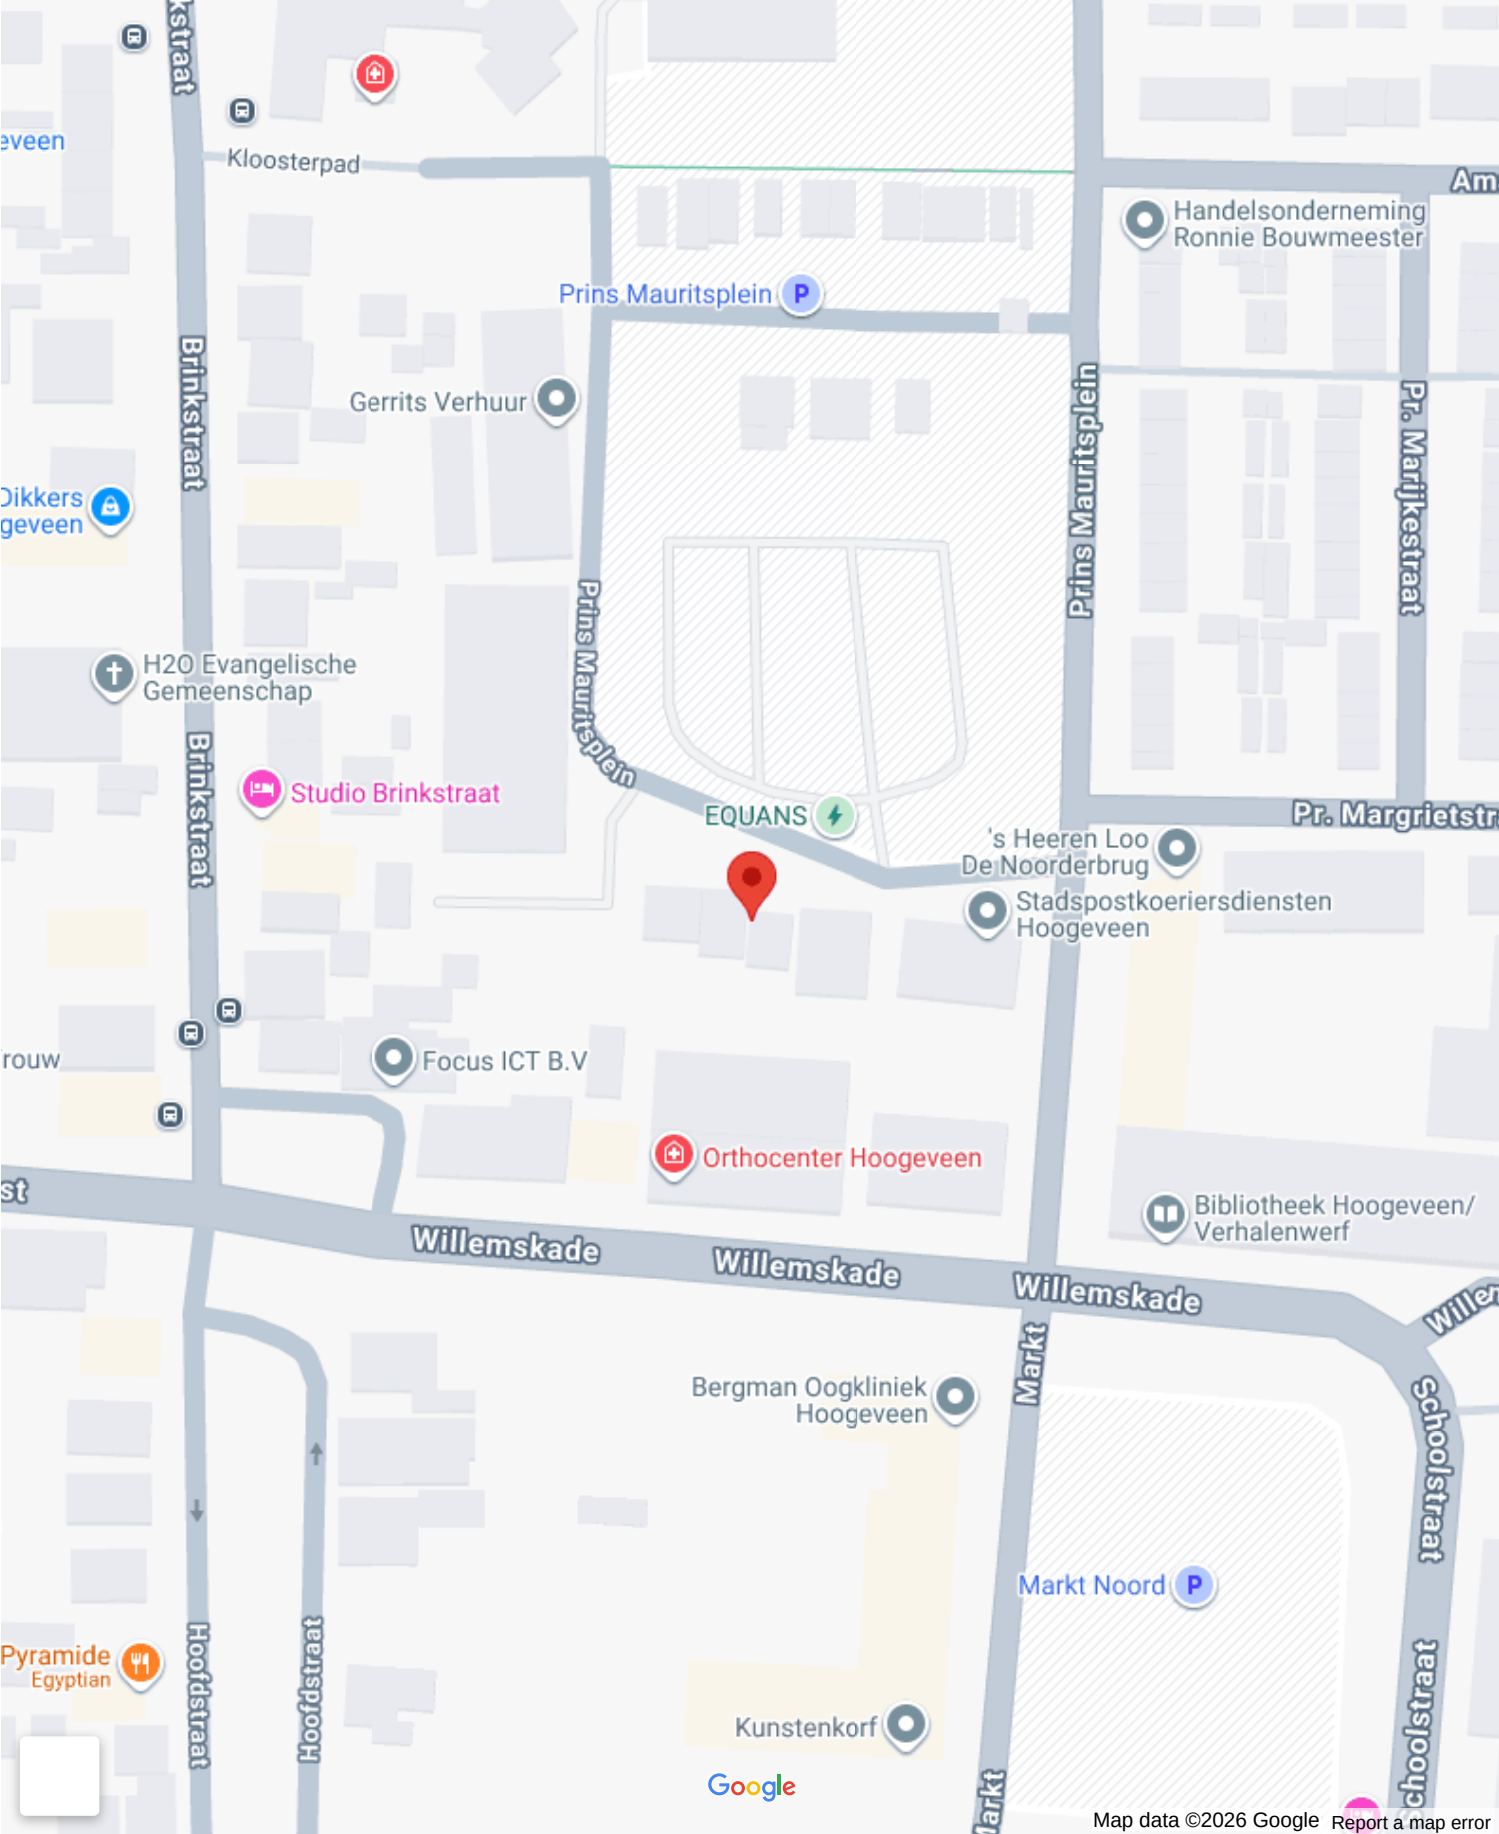 kstraat
eveen
Kloosterpad
Am
Handelsonderneming
Ronnie Bouwmeester
Prins Mauritsplein
P
Brinkstraat
Gerrits Verhuur
Prins Mauritsplein
Pr. Marijkestraat
Dikkers
geveen
Prins Mauritsplein
H2O Evangelische
Gemeenschap
Brinkstraat
Studio Brinkstraat
EQUANS
Pr. Margrietstr
's Heeren Loo
De Noorderbrug
Stadspostkoeriersdiensten
Hoogeveen
rouw
Focus ICT B.V
Orthocenter Hoogeveen
st
Bibliotheek Hoogeveen/
Verhalenwerf
Willemskade
Willemskade
Willemskade
Willem
Markt
Bergman Oogkliniek
Hoogeveen
Schoolstraat
Markt Noord
P
Pyramide
Egyptian
Hoofdstraat
Hoofdstraat
Schoolstraat
Kunstenkorf
Markt
Google
Map data ©2026 Google
Report a map error